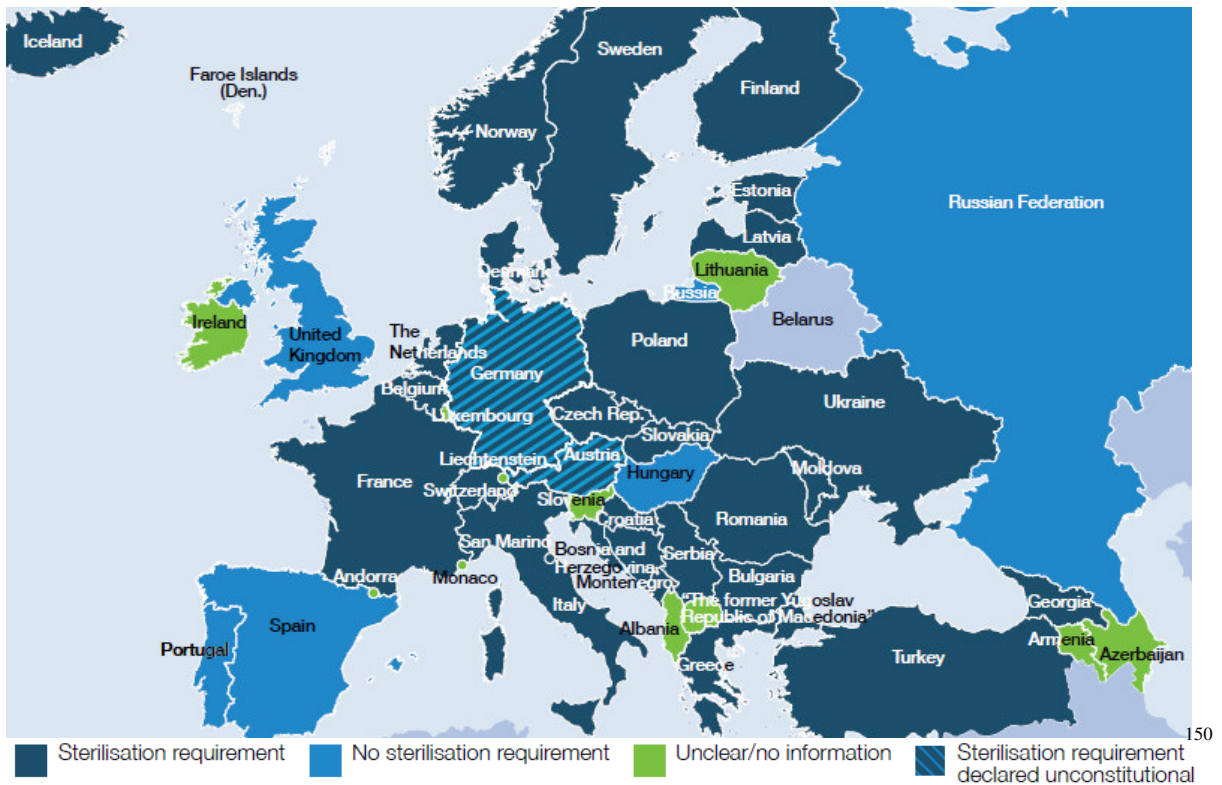 Iceland
Sweden
Faroe Islands
(Den.)
Finland
Norway
Estonia
Russian Federation
Latvia
Denmark
Lithuania
Russia
Ireland
United
Kingdom
The
Netherlands
Belarus
Poland
Germany
Belgium
Ukraine
Luxembourg
Czech Rep.
Slovakia
Liechtenstein
Austria
Hungary
Moldova
France
Switzerland
Slovenia
Croatia
Romania
San Marino
Bosnia and
Herzegovina
Serbia
Andorra
Monaco
Montenegro
Bulgaria
"The former Yugoslav
Republic of Macedonia"
Georgia
Italy
Spain
Albania
Armenia
Azerbaijan
Portugal
Greece
Turkey
150
Sterilisation requirement
No sterilisation requirement
Unclear/no information
Sterilisation requirement
declared unconstitutional